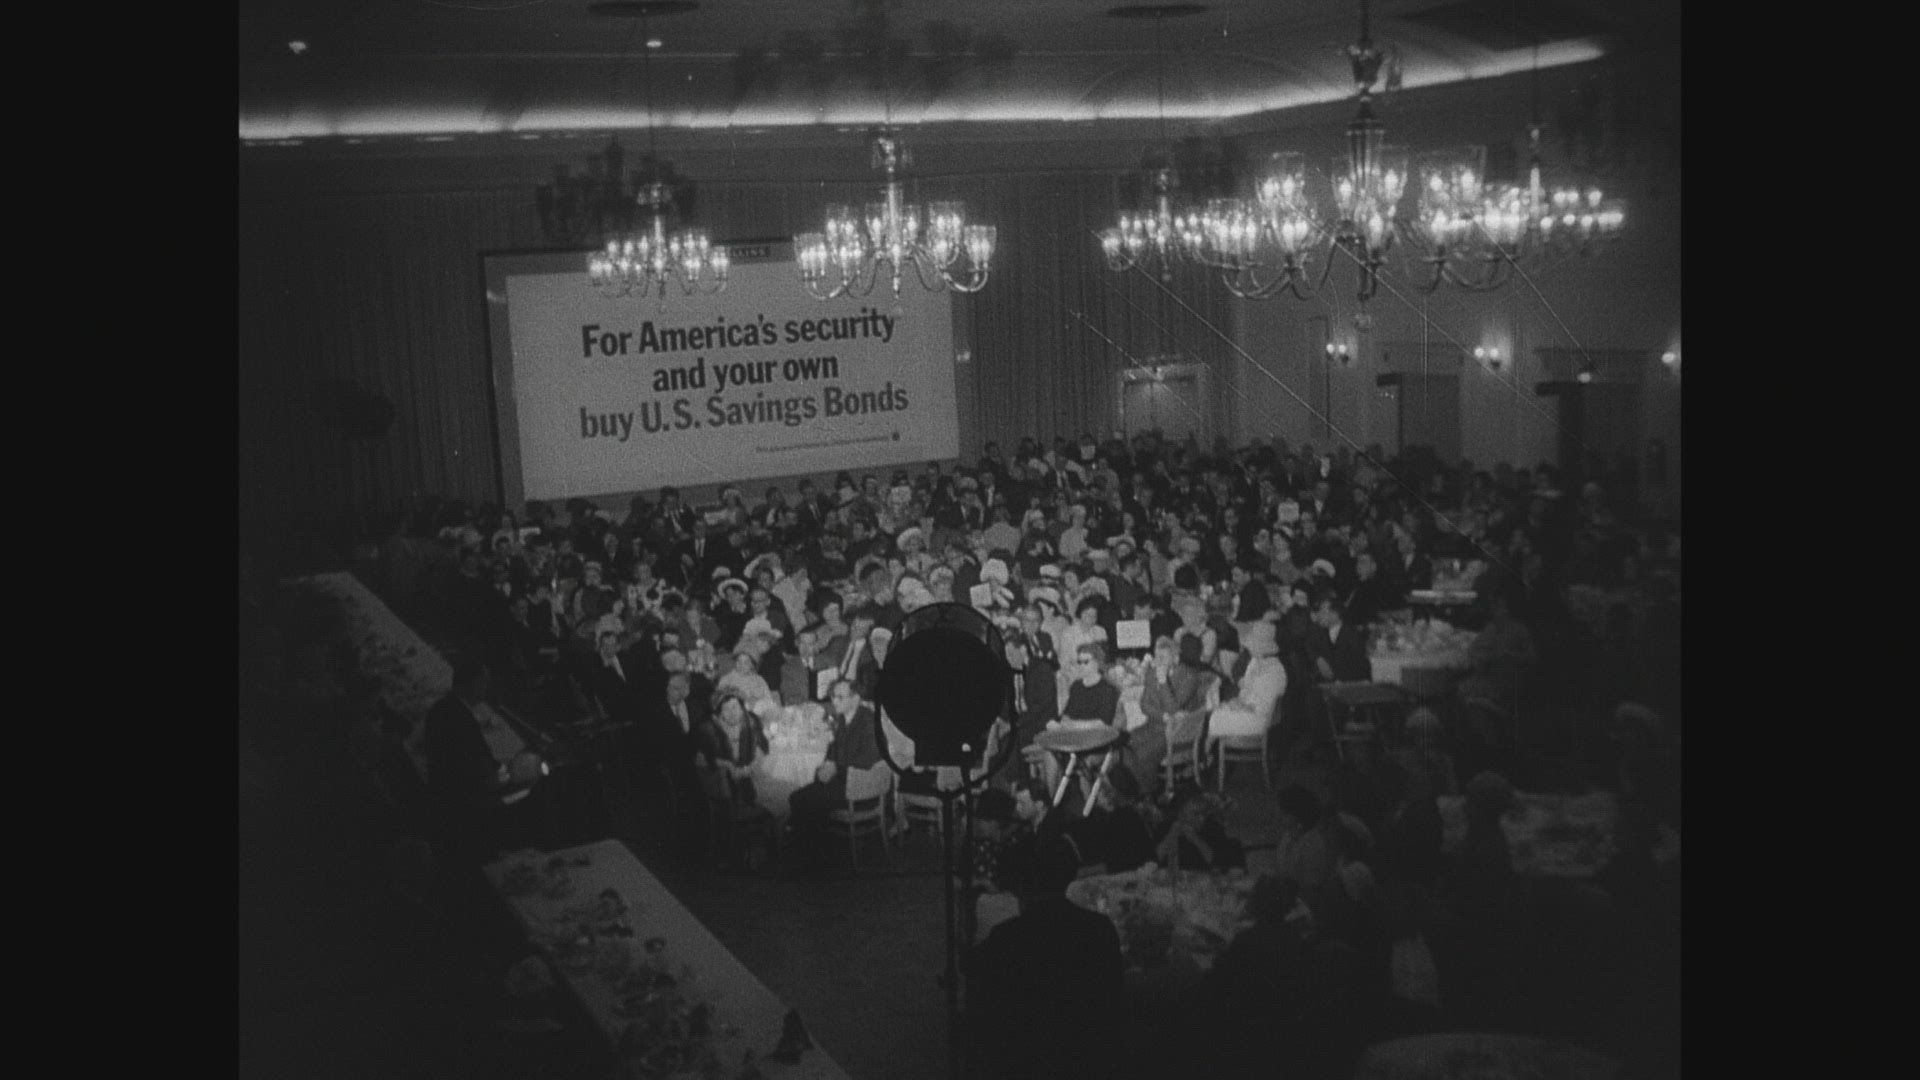 For America's security
and your own
buy U.S. Savings Bonds